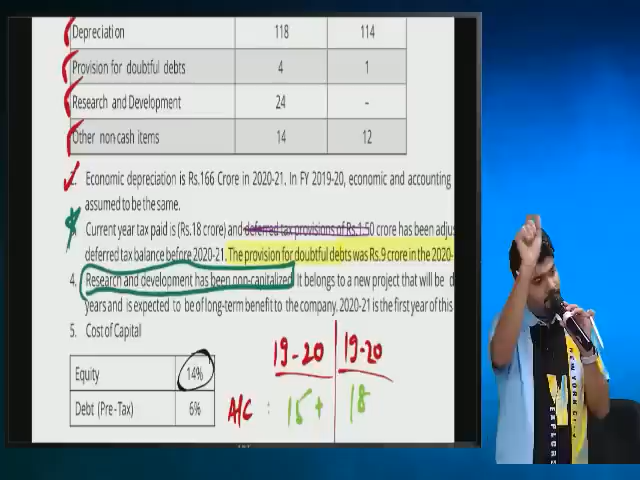 Depreciation 118 114
Provision for doubtful debts 4 1
Research and Development 24 -
Other non-cash items 14 12
Economic depreciation is Rs.166 Crore in 2020-21. In FY 2019-20, economic and accounting
assumed to be the same.
Current year tax paid is (Rs.18 crore) and deferred tax provisions of Rs.1.50 crore has been adjus
deferred tax balance before 2020-21. The provision for doubtful debts was Rs.9 crore in the 2020-
4. Research and development has been non-capitalized. It belongs to a new project that will be d
years and is expected to be of long-term benefit to the company. 2020-21 is the first year of this
5. Cost of Capital
Equity 14%
Debt (Pre-Tax) 6%
19-20 19-20
A/C : 15+ 18
NEW YORK CITY
EXPLORE